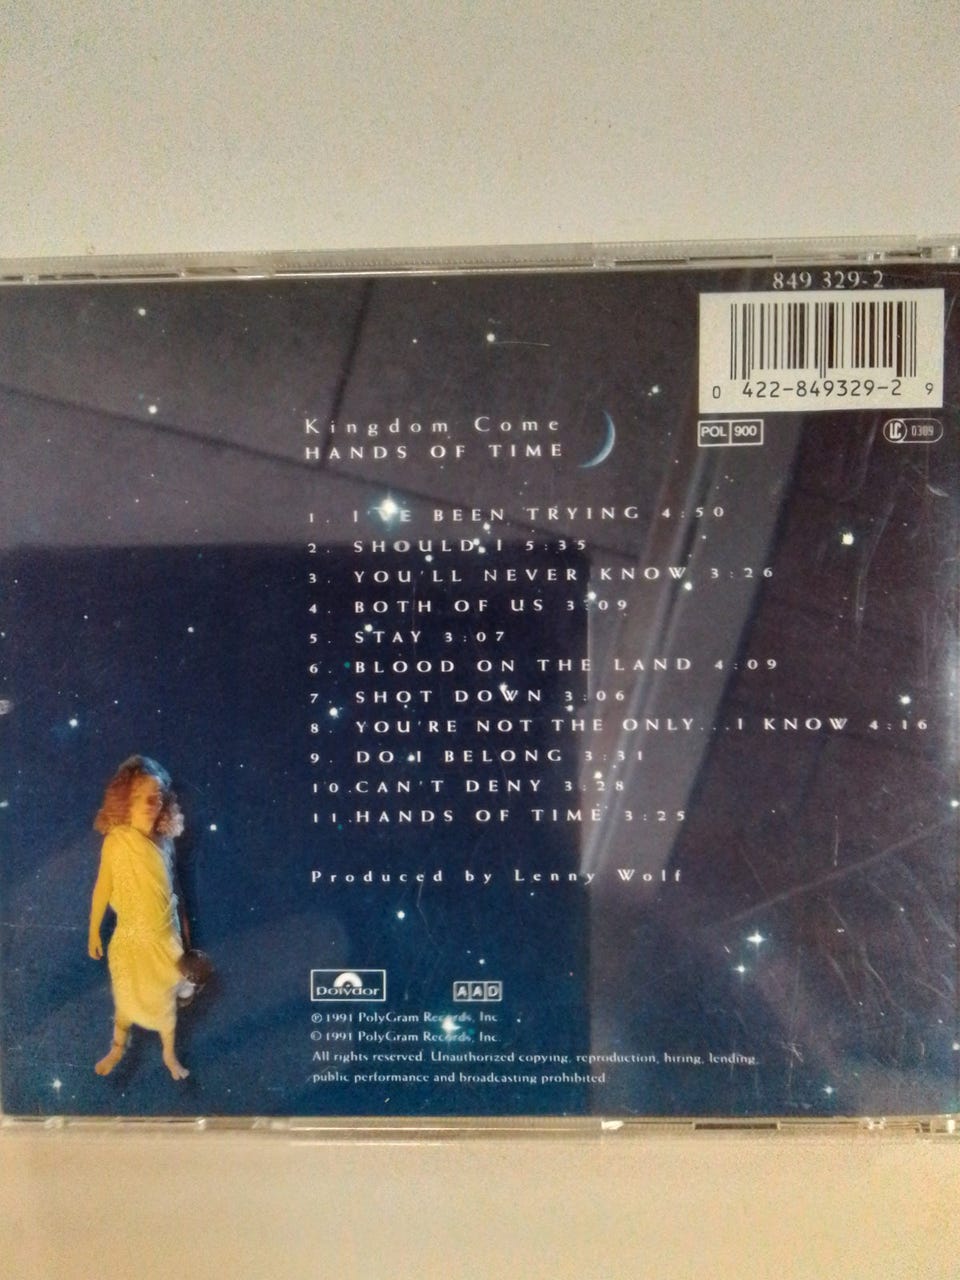 849 329-2
0 422-849329-2 9
POL 900
LC 0309
Kingdom Come
HANDS OF TIME
1. I'VE BEEN TRYING 4:50
2. SHOULD I 5:35
3. YOU'LL NEVER KNOW 3:26
4. BOTH OF US 3:09
5. STAY 3:07
6. BLOOD ON THE LAND 4:09
7. SHOT DOWN 3:06
8. YOU'RE NOT THE ONLY...I KNOW 4:16
9. DO I BELONG 3:31
10. CAN'T DENY 3:28
11. HANDS OF TIME 3:25
Produced by Lenny Wolf
Polydor AAD
℗ 1991 PolyGram Records, Inc.
© 1991 PolyGram Records, Inc.
All rights reserved. Unauthorized copying, reproduction, hiring, lending,
public performance and broadcasting prohibited